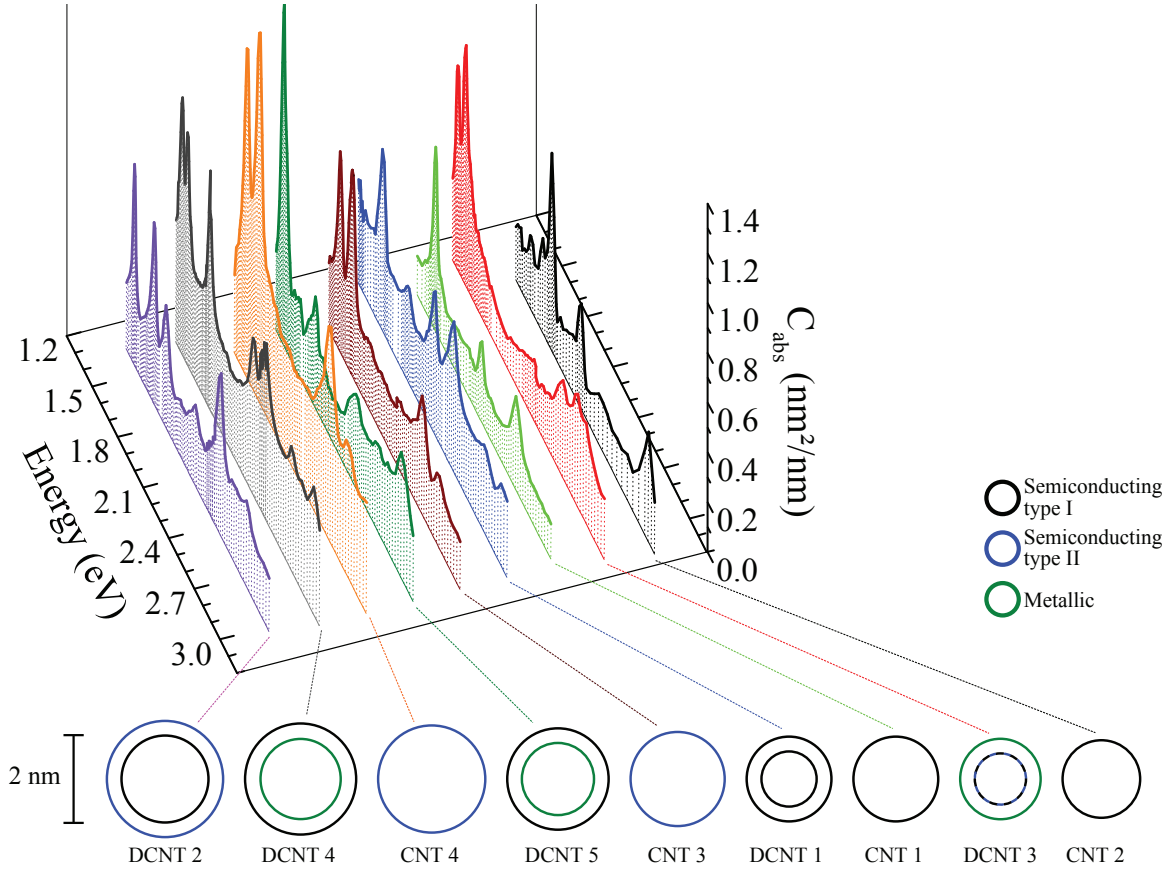 1.4
1.2
1.0
0.8
0.6
0.4
0.2
0.0
C abs (nm²/nm)
1.2
1.5
1.8
2.1
2.4
2.7
3.0
Energy (eV)
Semiconducting
type I
Semiconducting
type II
Metallic
2 nm
DCNT 2 DCNT 4 CNT 4 DCNT 5 CNT 3 DCNT 1 CNT 1 DCNT 3 CNT 2